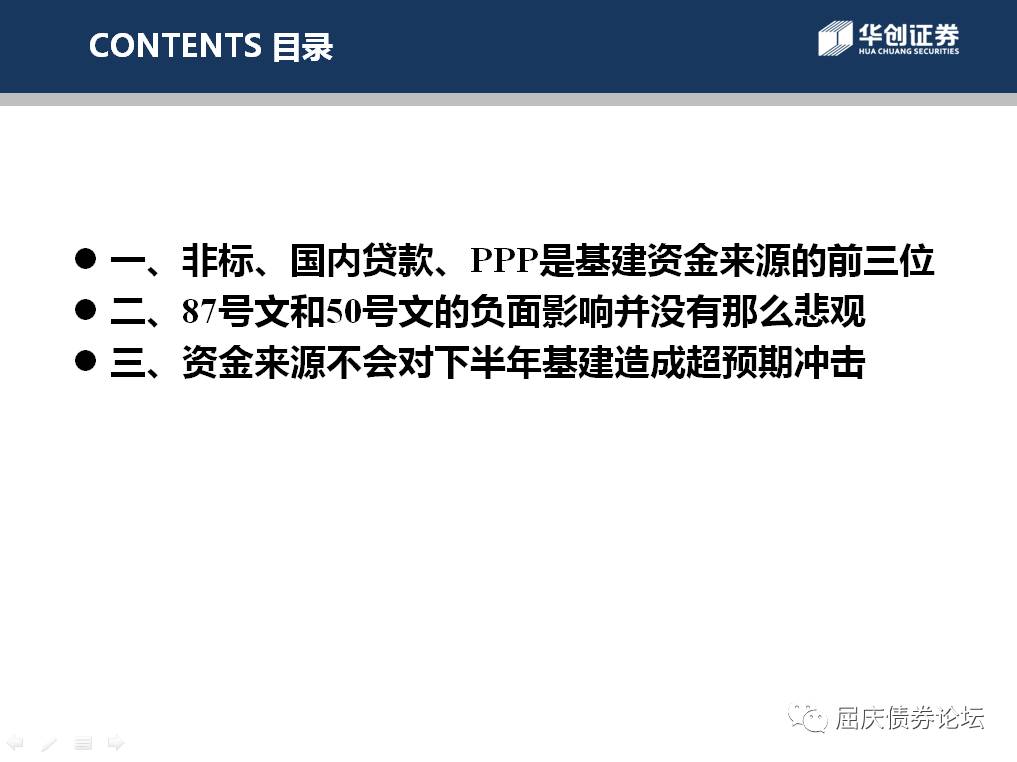 CONTENTS 目录
华创证券
HUA CHUANG SECURITIES
一、非标、国内贷款、PPP是基建资金来源的前三位
二、87号文和50号文的负面影响并没有那么悲观
三、资金来源不会对下半年基建造成超预期冲击
屈庆债券论坛